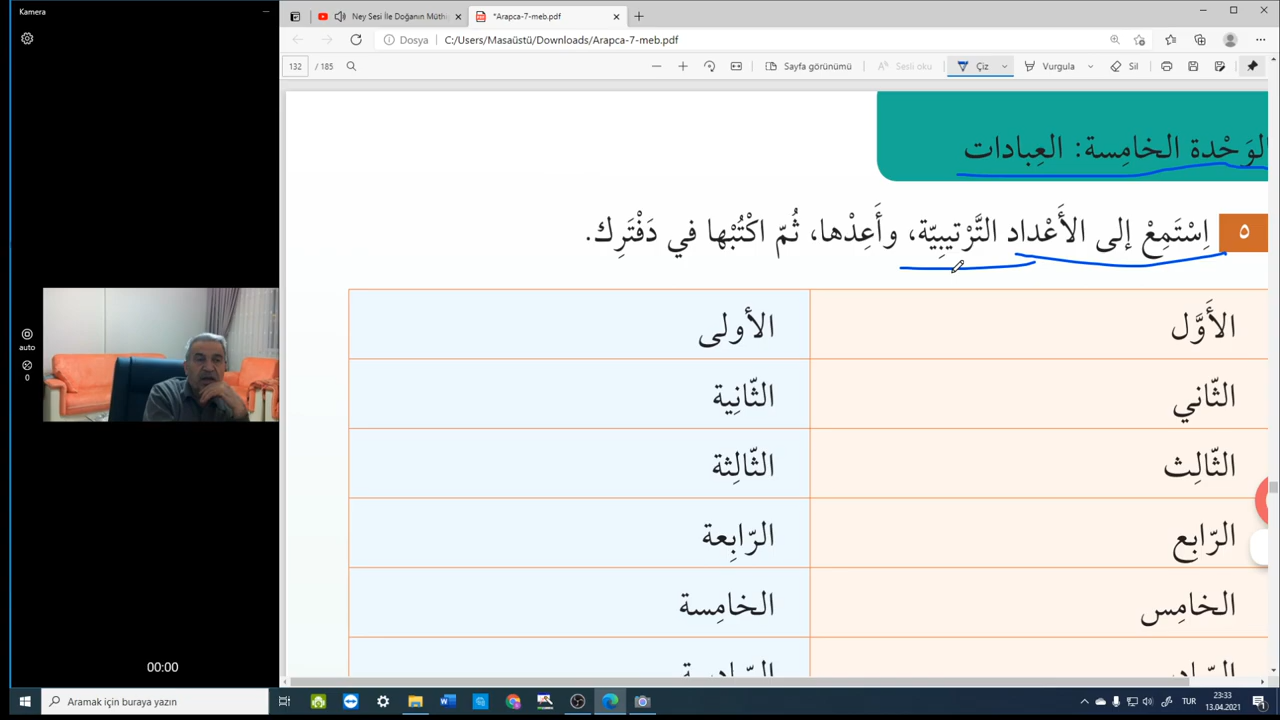 Kamera
Ney Sesi İle Doğanın Müthi
*Arapca-7-meb.pdf
Dosya
C:/Users/Masaüstü/Downloads/Arapca-7-meb.pdf
132 / 185
Sayfa görünümü
Sesli oku
Çiz
Vurgula
Sil
الوَحْدة الخامِسة: العِبادات
٥ اِسْتَمِعْ إلى الأَعْداد التَّرْتيبِيّة، وأَعِدْها، ثُمّ اكْتُبْها في دَفْتَرِك.
الأَوَّل الأولى
الثّاني الثّانِية
الثّالِث الثّالِثة
الرّابِع الرّابِعة
الخامِس الخامِسة
auto
0
00:00
Aramak için buraya yazın
TUR
23:33
13.04.2021